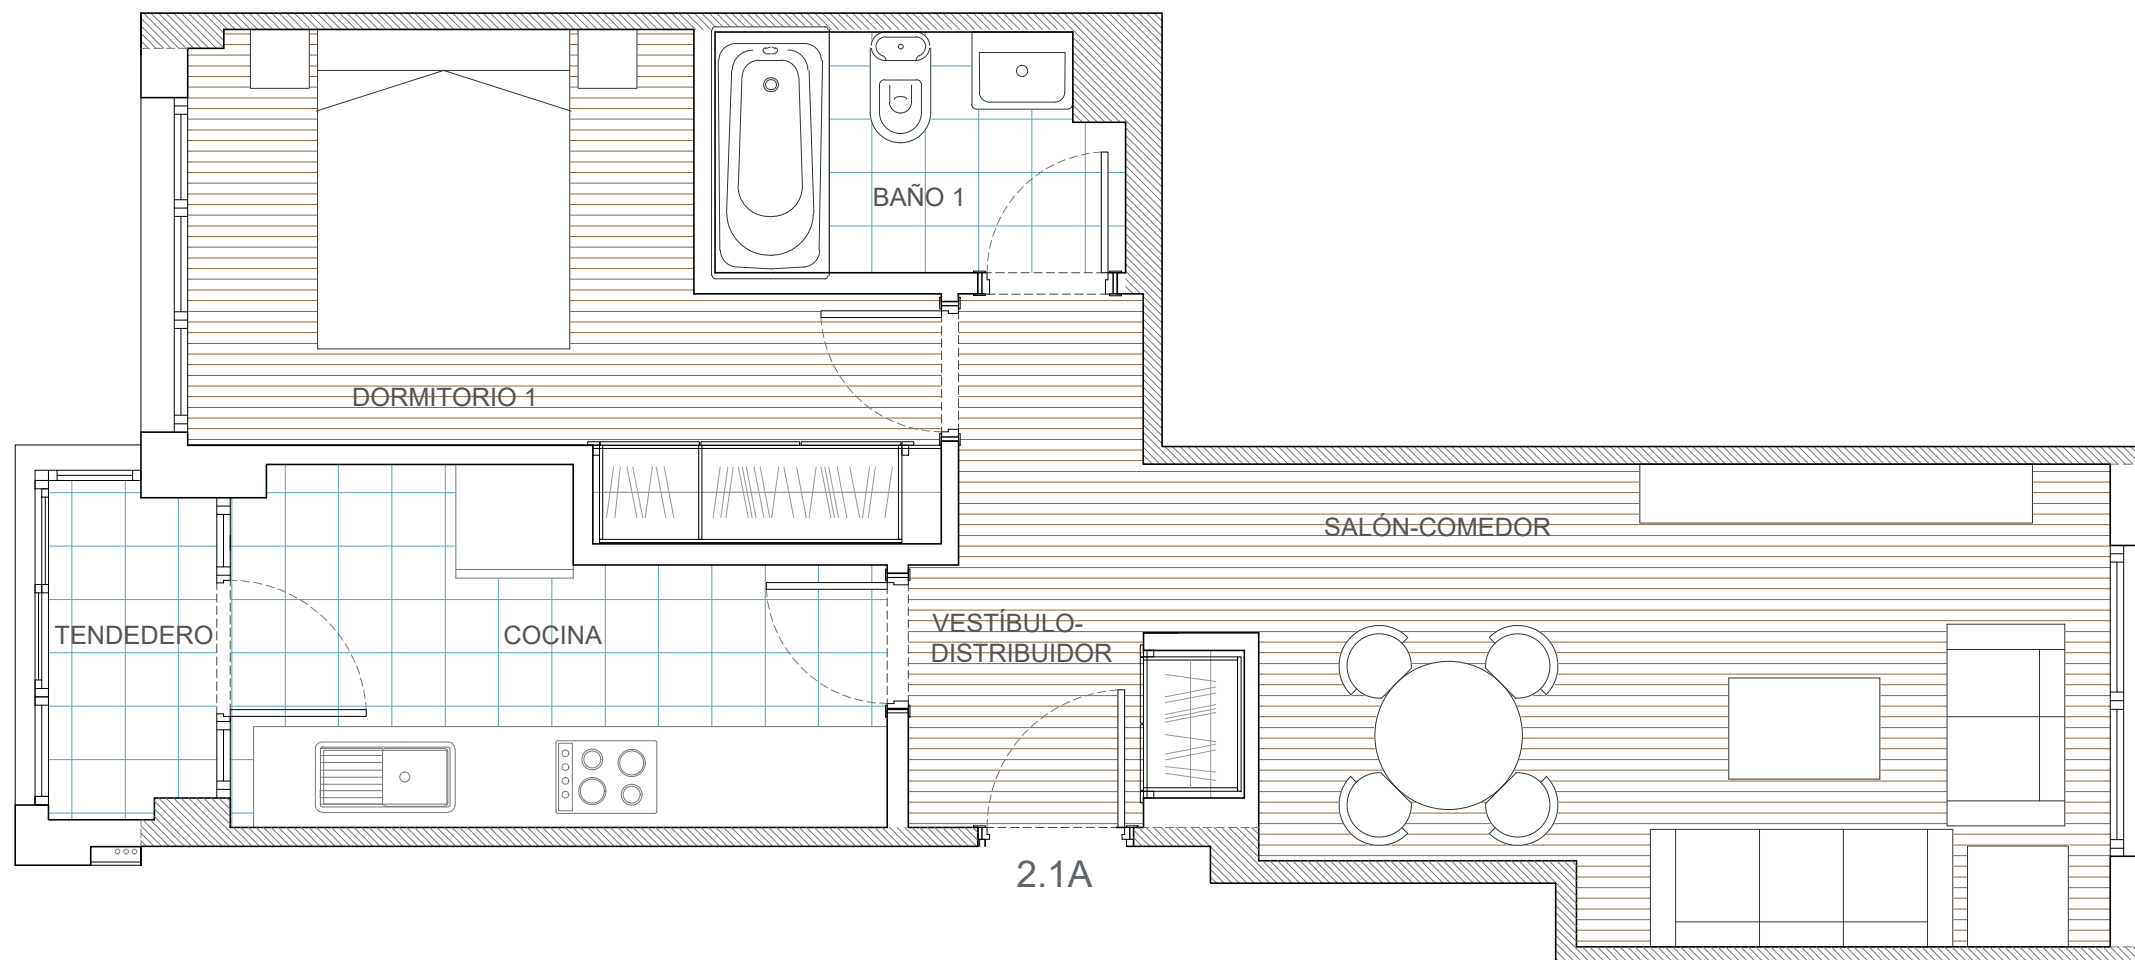 BAÑO 1
DORMITORIO 1
SALÓN-COMEDOR
TENDEDERO
COCINA
VESTÍBULO-
DISTRIBUIDOR
2.1A